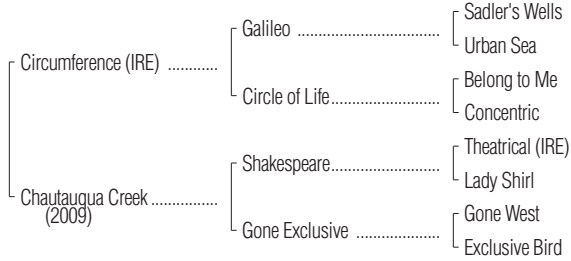 Sadler's Wells
Galileo ..............................
Urban Sea
Circumference (IRE) ............
Belong to Me
Circle of Life.......................
Concentric
Theatrical (IRE)
Shakespeare.......................
Lady Shirl
Chautauqua Creek ................
(2009)
Gone West
Gone Exclusive ..................
Exclusive Bird